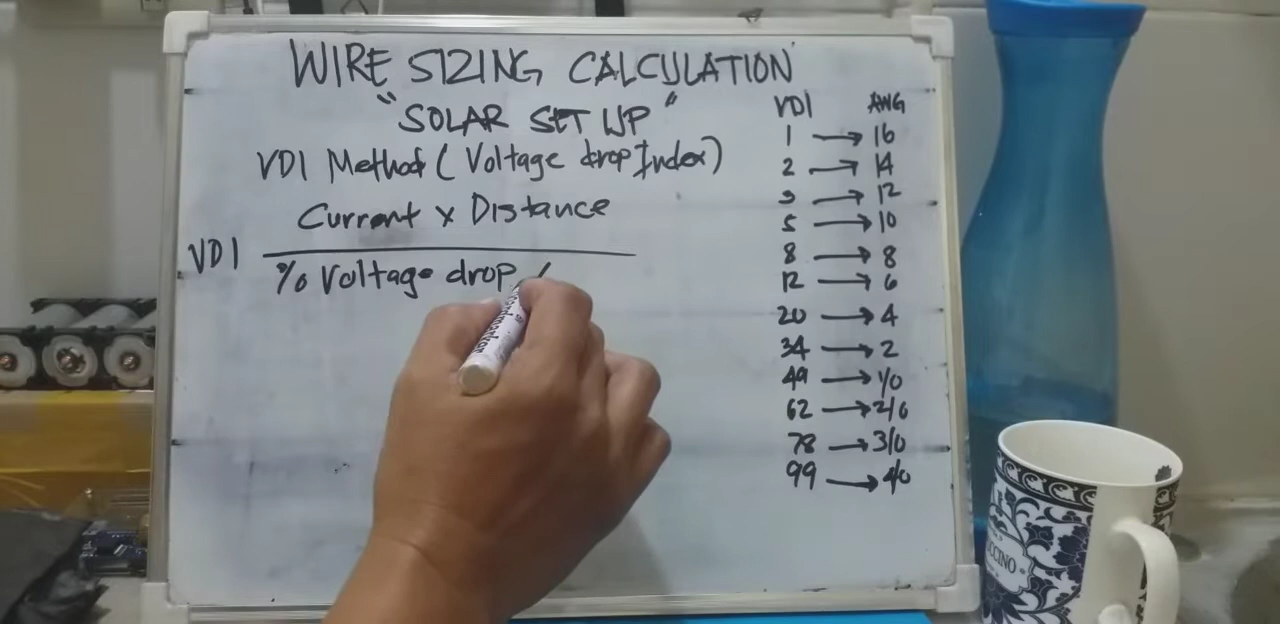 WIRE SIZING CALCULATION
"SOLAR SET UP"
VDI Method (Voltage drop Index)
Current x Distance
VDI
% Voltage drop
VDI AWG
1 → 16
2 → 14
3 → 12
5 → 10
8 → 8
12 → 6
20 → 4
34 → 2
49 → 1/0
62 → 2/0
78 → 3/0
99 → 4/0